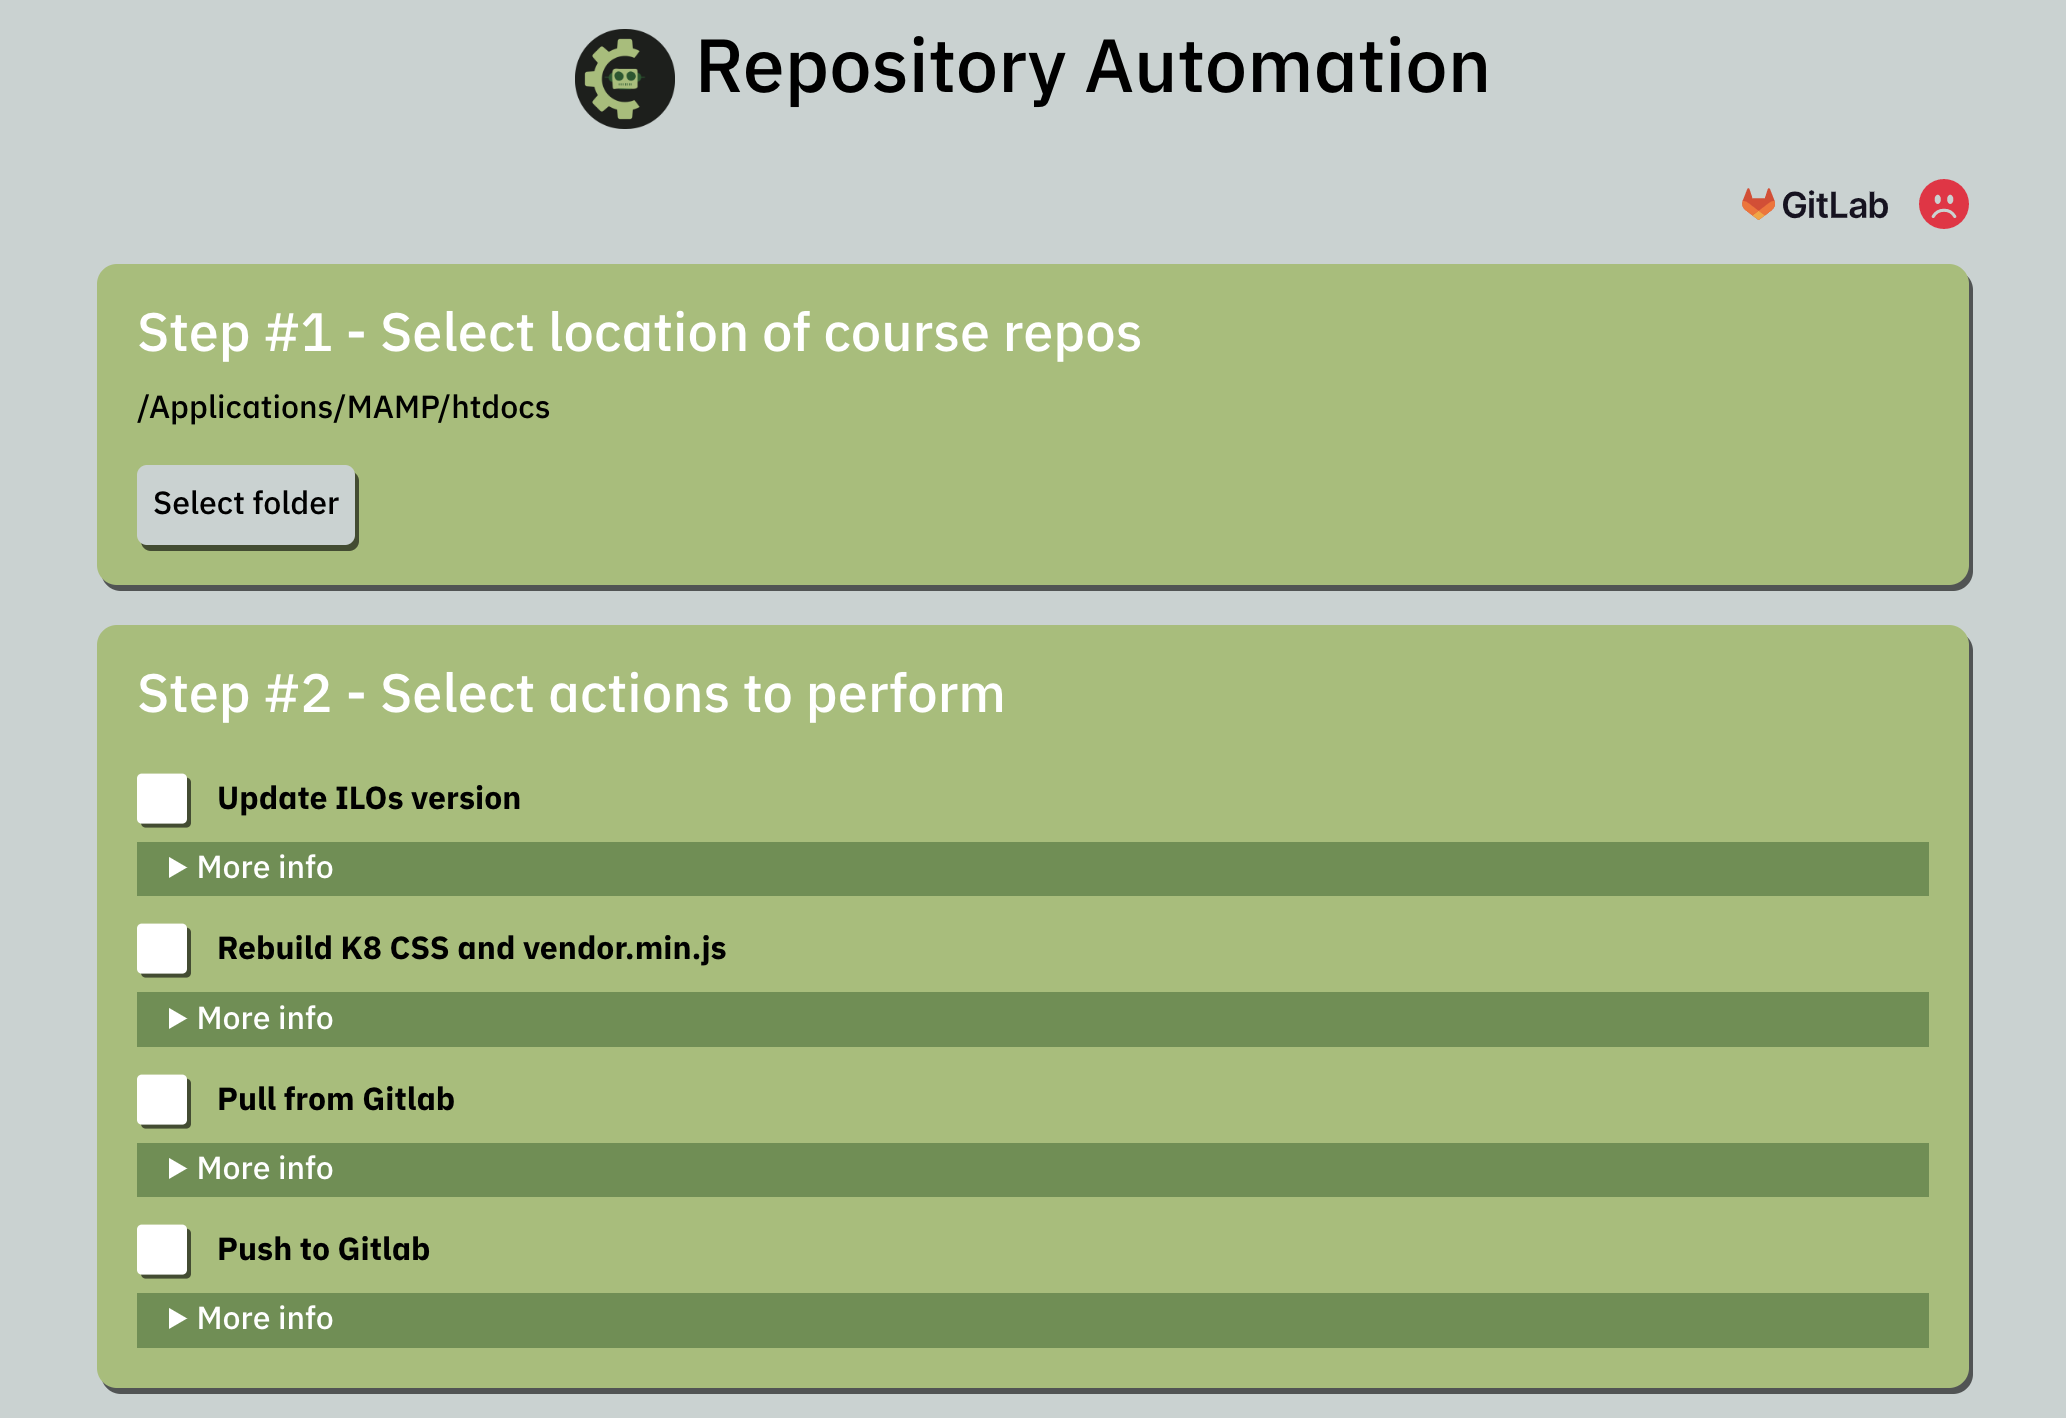 Repository Automation
GitLab
Step #1 - Select location of course repos
/Applications/MAMP/htdocs
Select folder
Step #2 - Select actions to perform
Update ILOs version
More info
Rebuild K8 CSS and vendor.min.js
More info
Pull from Gitlab
More info
Push to Gitlab
More info